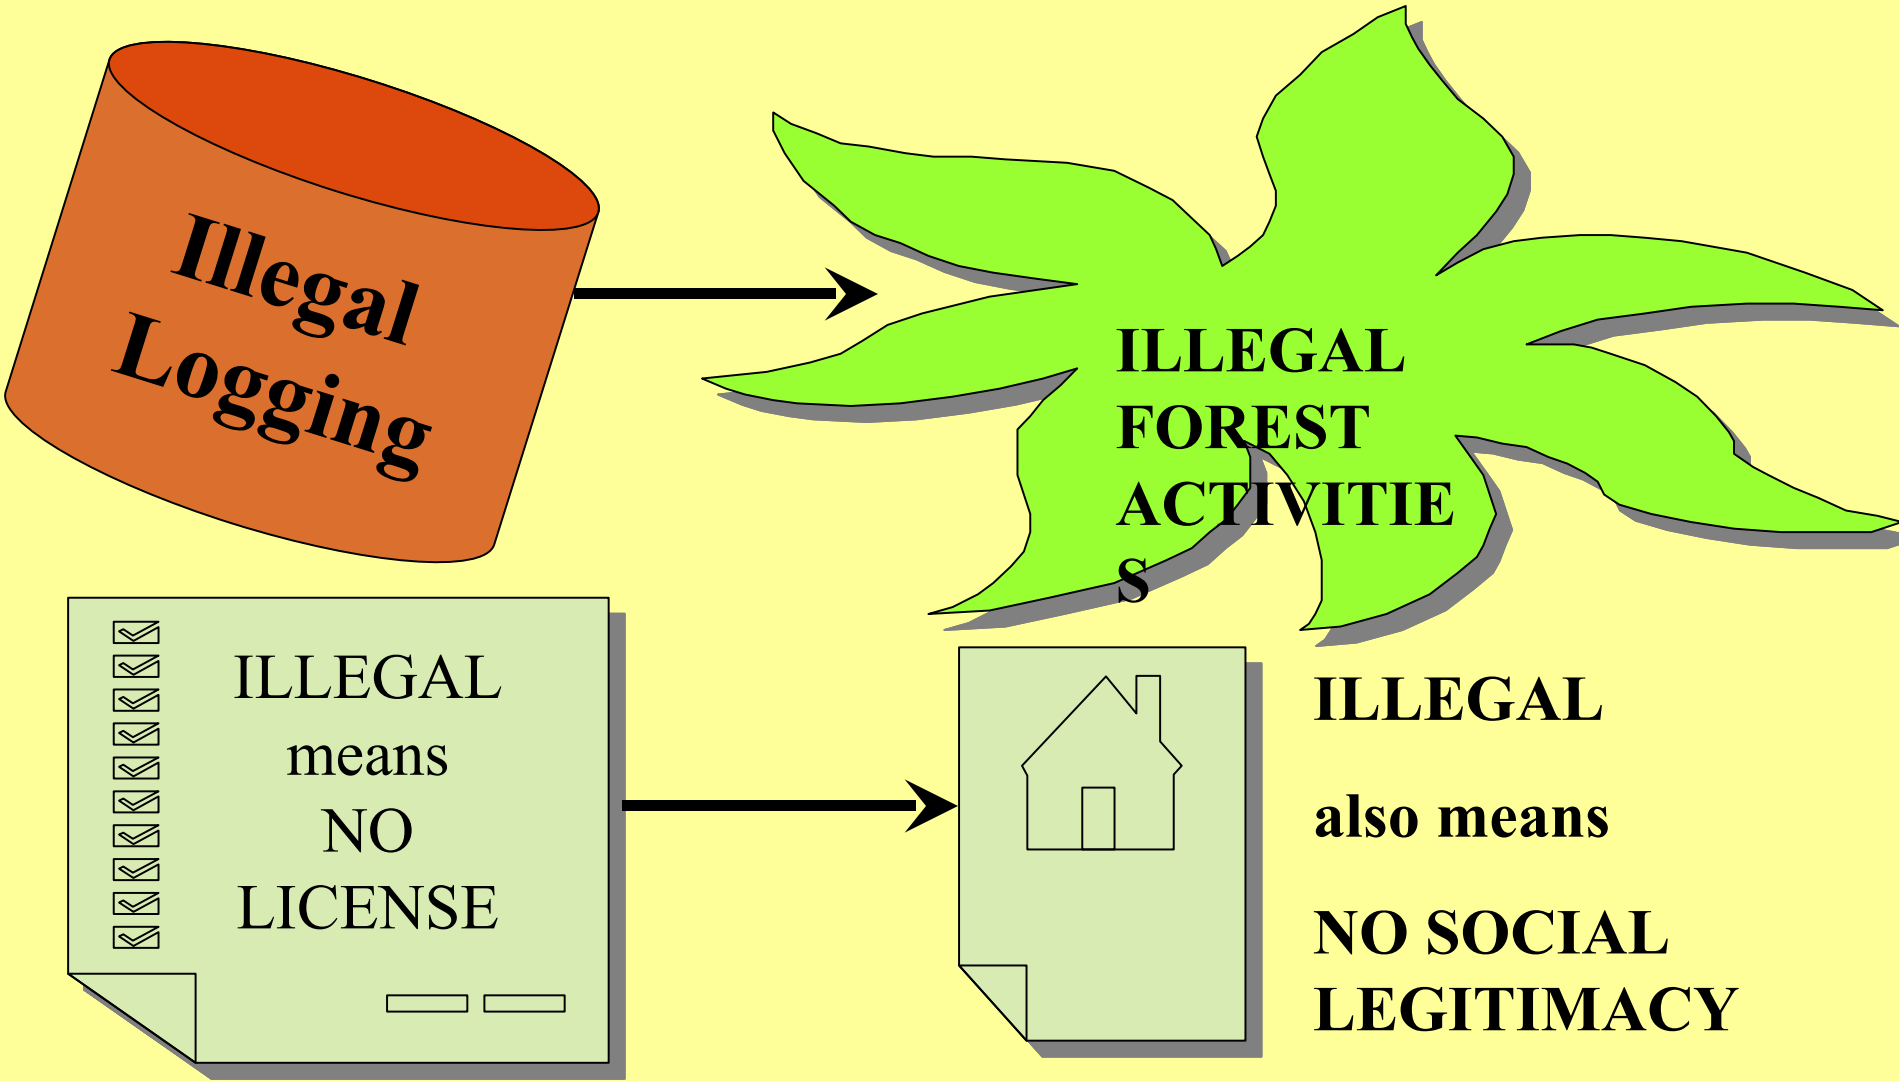 Illegal
Logging
ILLEGAL
FOREST
ACTIVITIE
S
ILLEGAL
means
NO
LICENSE
ILLEGAL
also means
NO SOCIAL
LEGITIMACY